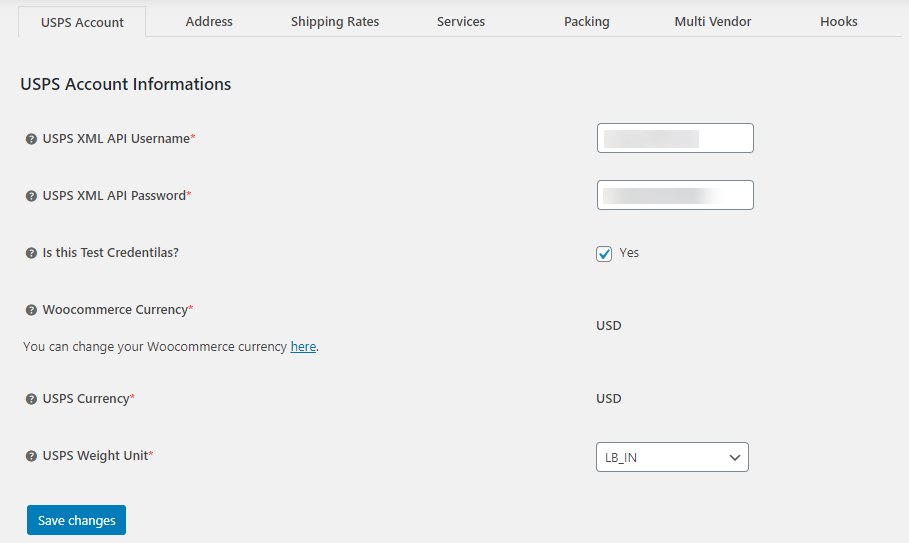 USPS Account Address Shipping Rates Services Packing Multi Vendor Hooks
USPS Account Informations
USPS XML API Username*
USPS XML API Password*
Is this Test Credentilas? Yes
Woocommerce Currency*
USD
You can change your Woocommerce currency here.
USPS Currency* USD
USPS Weight Unit* LB_IN
Save changes